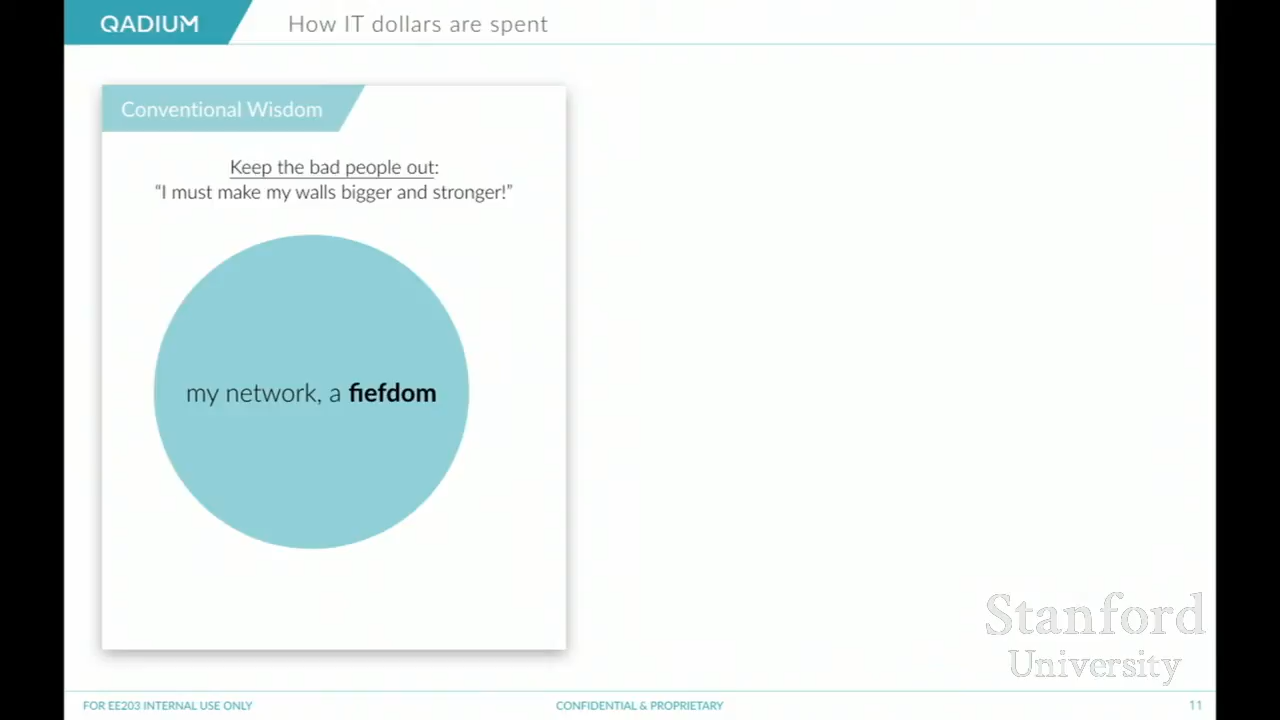 QADIUM
How IT dollars are spent
Conventional Wisdom
Keep the bad people out:
“I must make my walls bigger and stronger!”
my network, a fiefdom
Stanford
University
FOR EE203 INTERNAL USE ONLY
CONFIDENTIAL & PROPRIETARY
11